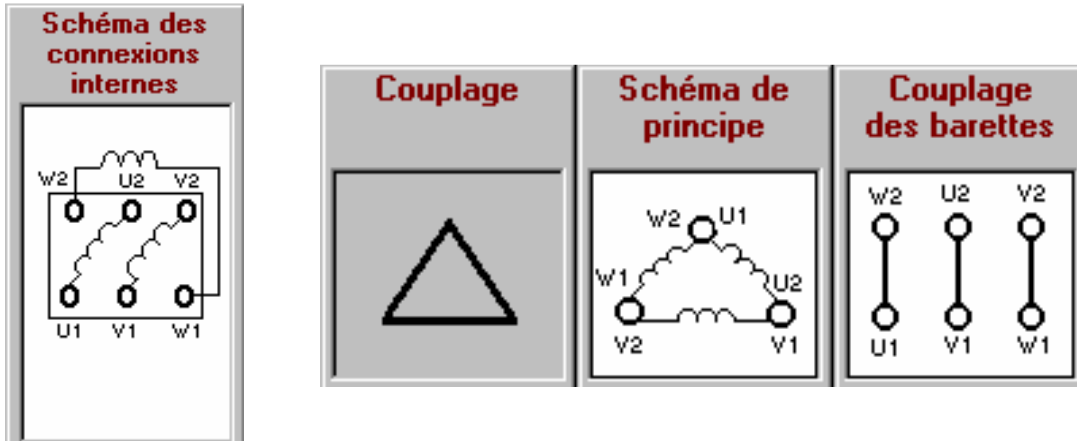 Schéma des
connexions
internes
W2 U2 V2
U1 V1 W1
Couplage
Schéma de
principe
W2 U1
W1 U2
V2 V1
Couplage
des barettes
W2 U2 V2
U1 V1 W1